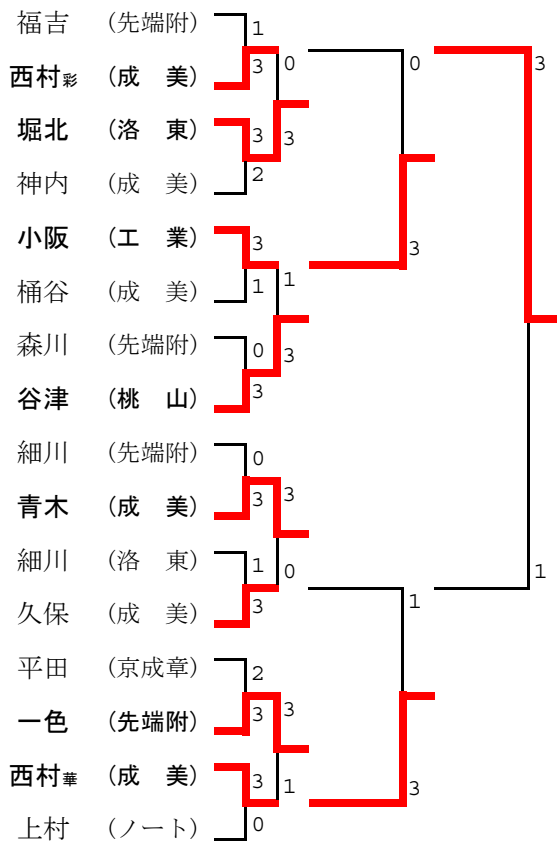 福吉 (先端附) 1
西村彩 (成 美) 3 0 0 3
堀北 (洛 東) 3 3
神内 (成 美) 2
小阪 (工 業) 3 3
桶谷 (成 美) 1 1
森川 (先端附) 0 3
谷津 (桃 山) 3
細川 (先端附) 0
青木 (成 美) 3 3
細川 (洛 東) 1 0
久保 (成 美) 3 1 1
平田 (京成章) 2
一色 (先端附) 3 3
西村華 (成 美) 3 1 3
上村 (ノート) 0